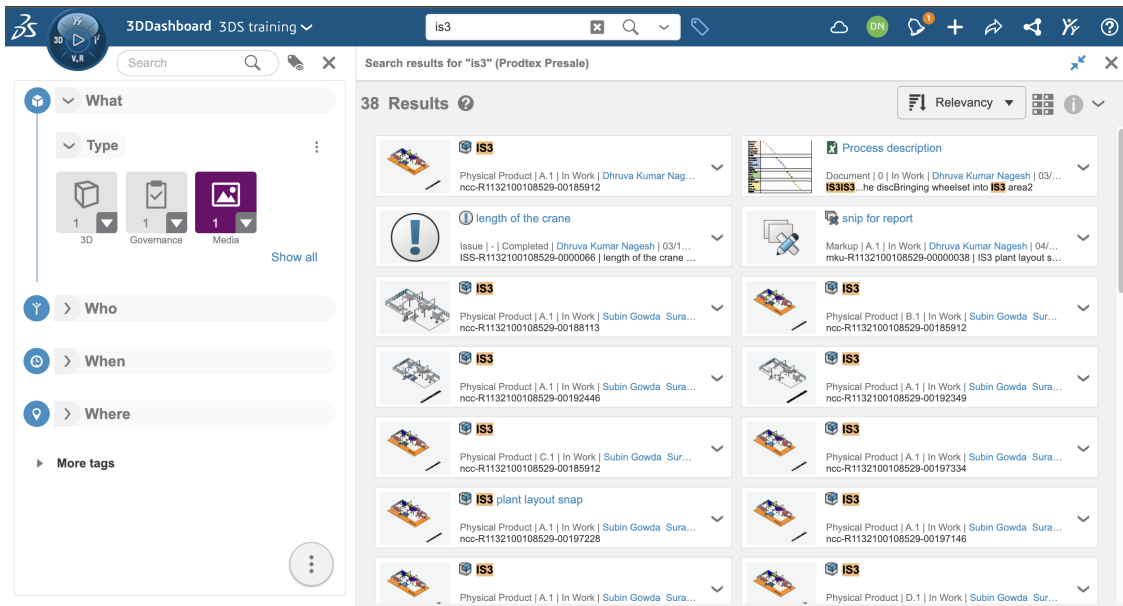 3DDashboard 3DS training
is3
DN
1
3D
V,R
i²
Search
Search results for "is3" (Prodtex Presale)
What
Type
1
3D
1
Governance
1
Media
Show all
Who
When
Where
More tags
38 Results
Relevancy
IS3
Physical Product | A.1 | In Work | Dhruva Kumar Nag...
ncc-R1132100108529-00185912
Process description
Document | 0 | In Work | Dhruva Kumar Nagesh | 03/...
IS3IS3...he discBringing wheelset into IS3 area2
length of the crane
Issue | - | Completed | Dhruva Kumar Nagesh | 03/1...
ISS-R1132100108529-0000066 | length of the crane ...
snip for report
Markup | A.1 | In Work | Dhruva Kumar Nagesh | 04/...
mku-R1132100108529-00000038 | IS3 plant layout s...
IS3
Physical Product | A.1 | In Work | Subin Gowda Sura...
ncc-R1132100108529-00188113
IS3
Physical Product | B.1 | In Work | Subin Gowda Sur...
ncc-R1132100108529-00185912
IS3
Physical Product | A.1 | In Work | Subin Gowda Sura...
ncc-R1132100108529-00192446
IS3
Physical Product | A.1 | In Work | Subin Gowda Sura...
ncc-R1132100108529-00192349
IS3
Physical Product | C.1 | In Work | Subin Gowda Sur...
ncc-R1132100108529-00185912
IS3
Physical Product | A.1 | In Work | Subin Gowda Sura...
ncc-R1132100108529-00197334
IS3 plant layout snap
Physical Product | A.1 | In Work | Subin Gowda Sura...
ncc-R1132100108529-00197228
IS3
Physical Product | A.1 | In Work | Subin Gowda Sura...
ncc-R1132100108529-00197146
IS3
Physical Product | A.1 | In Work | Subin Gowda Sura...
IS3
Physical Product | D.1 | In Work | Subin Gowda Sur...